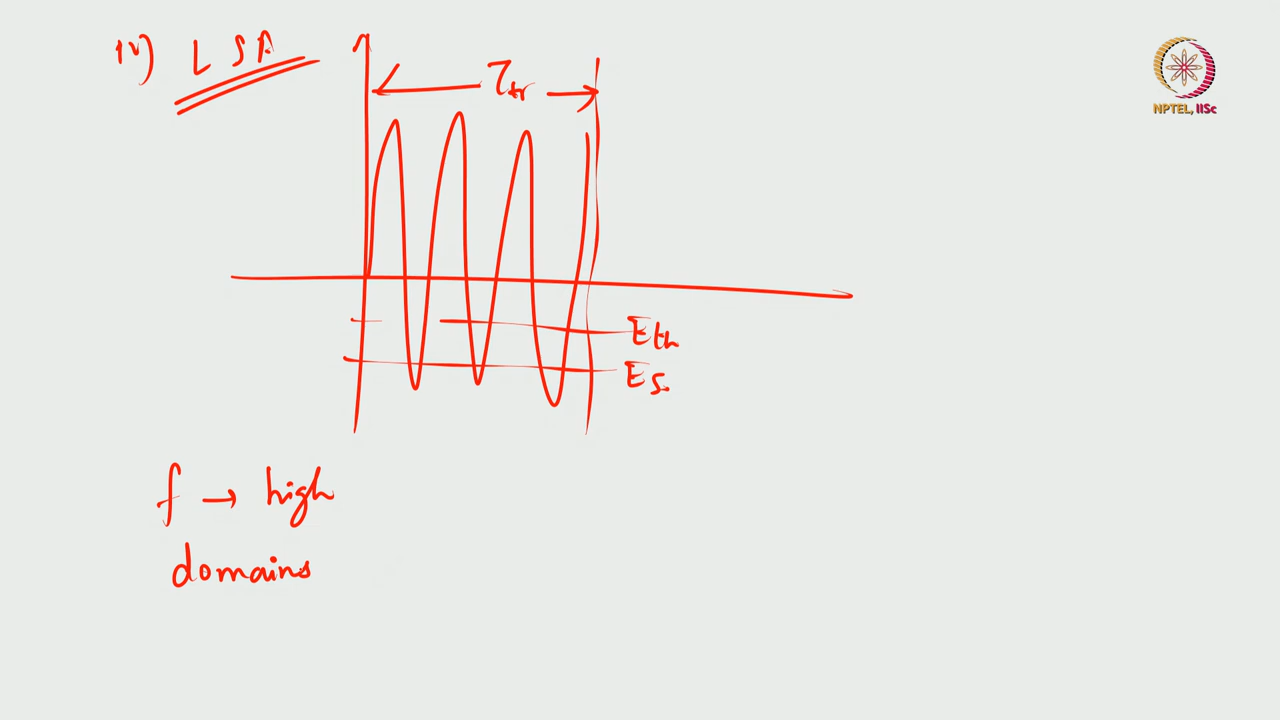 iv) LSA
τtr
Eth
Es.
f → high
domains
NPTEL, IISc